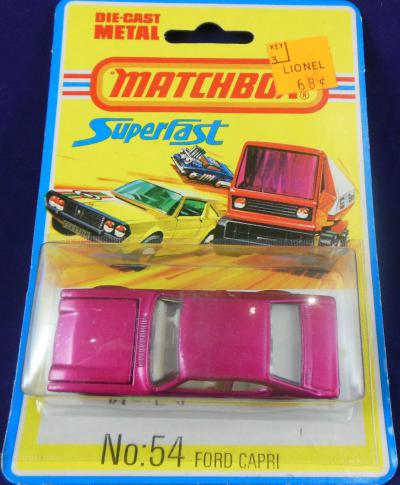 DIE-CAST
METAL
KEY
3
LIONEL
68¢
MATCHBOX®
Superfast
No:54 FORD CAPRI